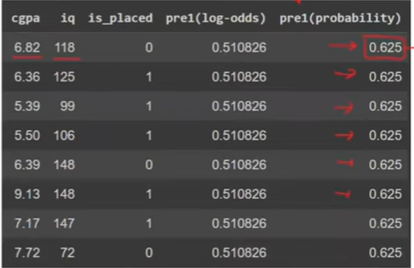 cgpa iq is_placed pre1(log-odds) pre1(probability)
6.82 118 0 0.510826 0.625
6.36 125 1 0.510826 0.625
5.39 99 1 0.510826 0.625
5.50 106 1 0.510826 0.625
6.39 148 0 0.510826 0.625
9.13 148 1 0.510826 0.625
7.17 147 1 0.510826 0.625
7.72 72 0 0.510826 0.625